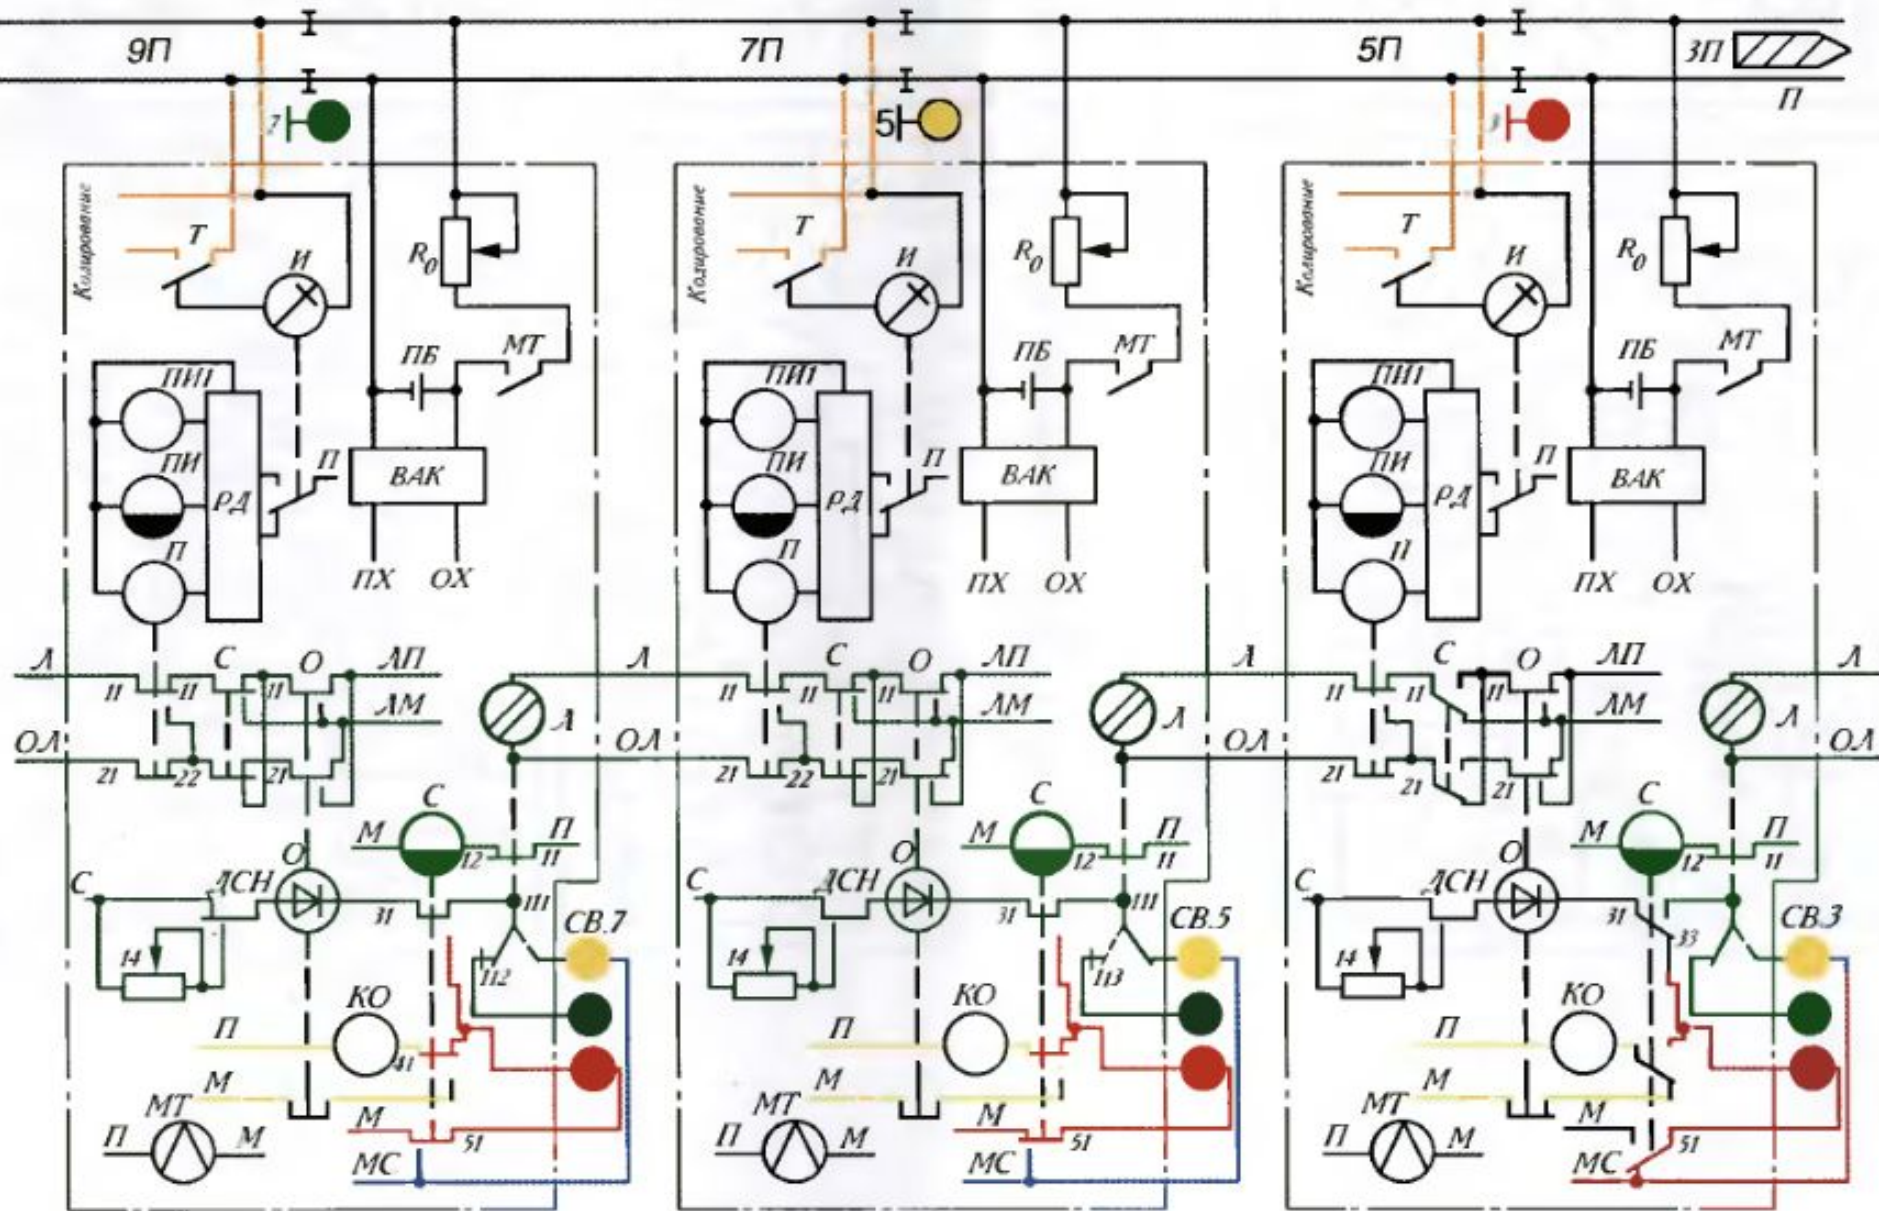 9П 7П 5П 3П
П
7 5 3
Кодирование Кодирование Кодирование
Т И R0 Т И R0 Т И R0
ПБ МТ ПБ МТ ПБ МТ
ПИ1 ПИ1 ПИ1
ПИ РД П ВАК ПИ РД П ВАК ПИ РД П ВАК
П П П
ПХ ОХ ПХ ОХ ПХ ОХ
Л С О ЛП Л С О ЛП Л С О ЛП Л
11 11 11 11 11 11 11 11 11
ЛМ Л ЛМ Л ЛМ Л
ОЛ ОЛ ОЛ ОЛ
21 22 21 21 22 21 21 21 21
С С С
М 12 П 11 М 12 П 11 М 12 П 11
О О О
С ДСН 31 111 С ДСН 31 111 С ДСН 31 33
СВ.7 СВ.5 СВ.3
14 112 14 113 14
КО КО КО
П 41 П П
М М М
МТ М 51 МТ М 51 МТ М 51
П М П М П М
МС МС МС